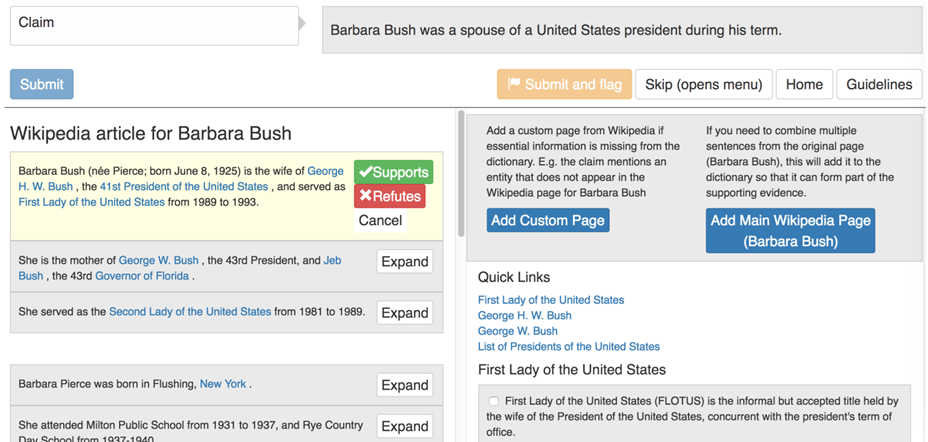 Claim
Barbara Bush was a spouse of a United States president during his term.
Submit
Submit and flag
Skip (opens menu)
Home
Guidelines
Wikipedia article for Barbara Bush
Barbara Bush (née Pierce; born June 8, 1925) is the wife of George
H. W. Bush , the 41st President of the United States , and served as
First Lady of the United States from 1989 to 1993.
Supports
Refutes
Cancel
She is the mother of George W. Bush , the 43rd President, and Jeb
Bush , the 43rd Governor of Florida .
Expand
She served as the Second Lady of the United States from 1981 to 1989.
Expand
Barbara Pierce was born in Flushing, New York .
Expand
She attended Milton Public School from 1931 to 1937, and Rye Country
Day School from 1937-1940
Expand
Add a custom page from Wikipedia if
essential information is missing from the
dictionary. E.g. the claim mentions an
entity that does not appear in the
Wikipedia page for Barbara Bush
Add Custom Page
If you need to combine multiple
sentences from the original page
(Barbara Bush), this will add it to the
dictionary so that it can form part of the
supporting evidence.
Add Main Wikipedia Page
(Barbara Bush)
Quick Links
First Lady of the United States
George H. W. Bush
George W. Bush
List of Presidents of the United States
First Lady of the United States
First Lady of the United States (FLOTUS) is the informal but accepted title held by
the wife of the President of the United States, concurrent with the president's term of
office.